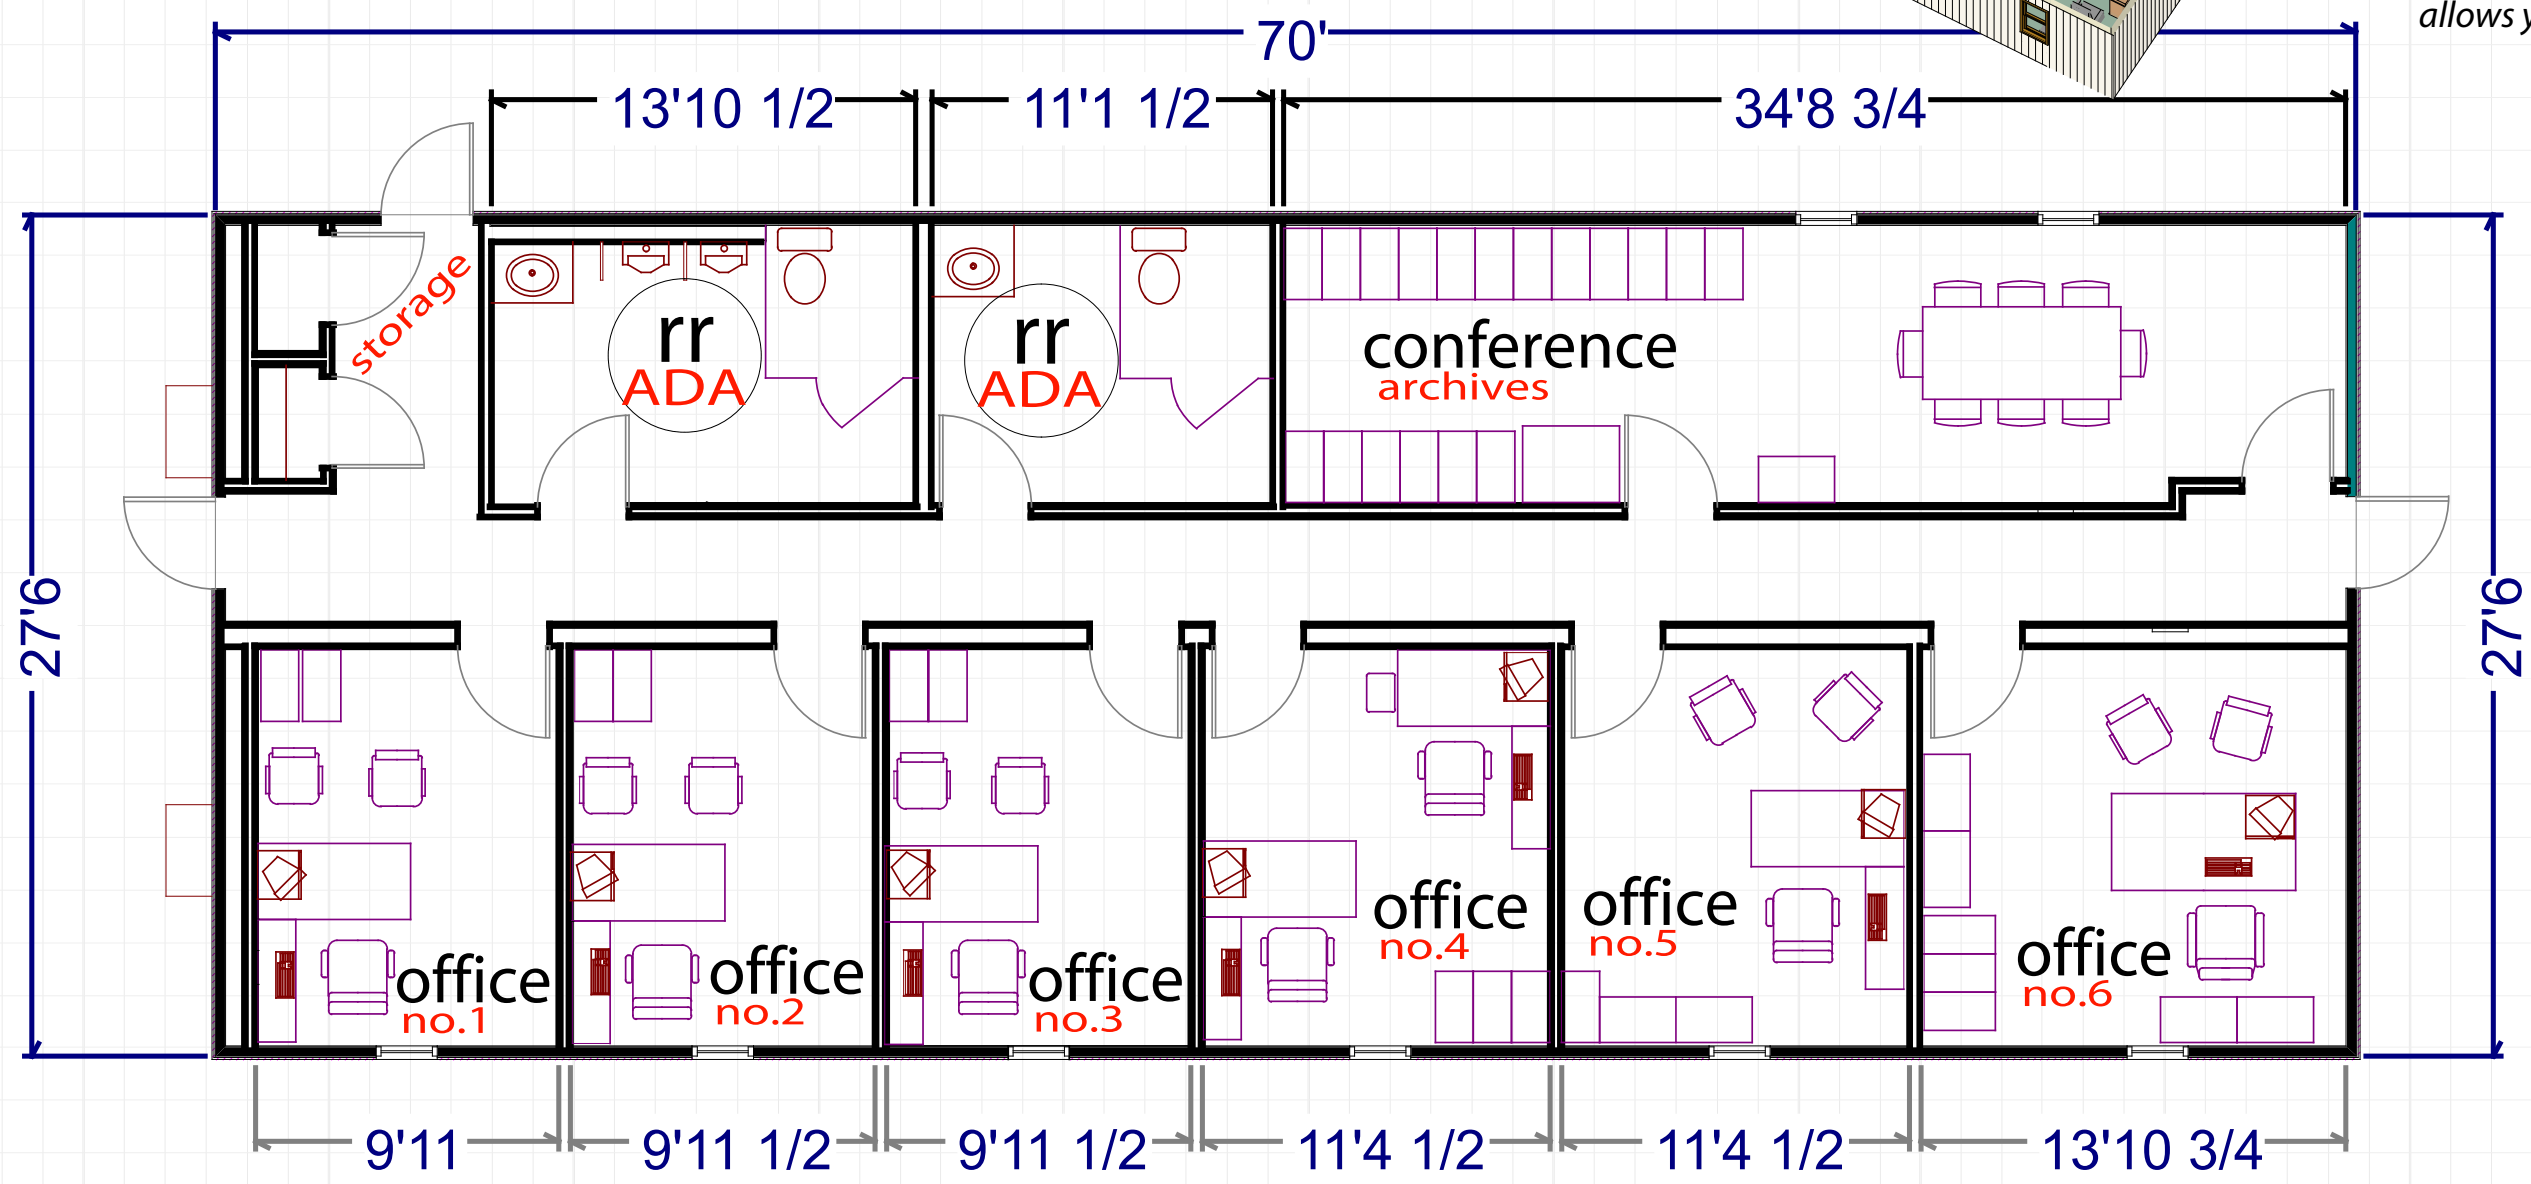 allows y
70'
13'10 1/2
11'1 1/2
34'8 3/4
storage
rr
ADA
rr
ADA
conference
archives
27'6
27'6
office
no.1
office
no.2
office
no.3
office
no.4
office
no.5
office
no.6
9'11
9'11 1/2
9'11 1/2
11'4 1/2
11'4 1/2
13'10 3/4